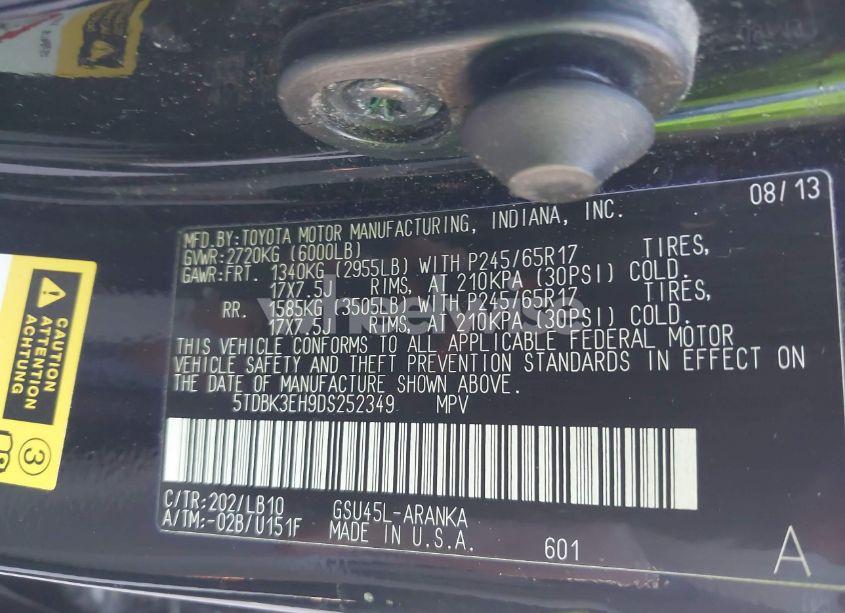 08/13
MFD.BY:TOYOTA MOTOR MANUFACTURING, INDIANA, INC.
GVWR:2720KG (6000LB)
GAWR:FRT. 1340KG (2955LB) WITH P245/65R17 TIRES,
17X7.5J RIMS, AT 210KPA (30PSI) COLD.
RR. 1585KG (3505LB) WITH P245/65R17 TIRES,
17X7.5J RIMS, AT 210KPA (30PSI) COLD.
THIS VEHICLE CONFORMS TO ALL APPLICABLE FEDERAL MOTOR
VEHICLE SAFETY AND THEFT PREVENTION STANDARDS IN EFFECT ON
THE DATE OF MANUFACTURE SHOWN ABOVE.
5TDBK3EH9DS252349 MPV
C/TR:202/LB10 GSU45L-ARANKA
A/TM:-02B/U151F MADE IN U.S.A.
601 A
CAUTION
ATTENTION
ACHTUNG
3